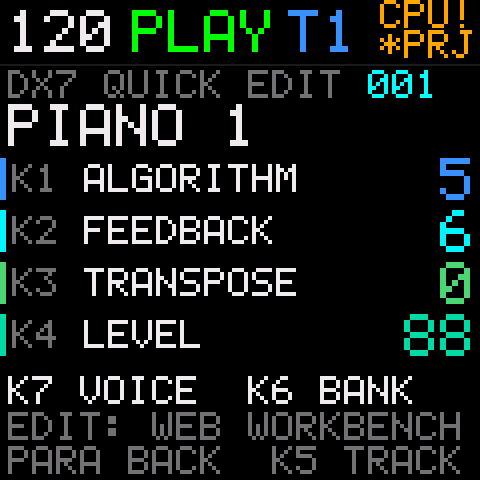 120 PLAY T1 CPU!
*PRJ
DX7 QUICK EDIT 001
PIANO 1
K1 ALGORITHM 5
K2 FEEDBACK 6
K3 TRANSPOSE 0
K4 LEVEL 88
K7 VOICE K6 BANK
EDIT: WEB WORKBENCH
PARA BACK K5 TRACK